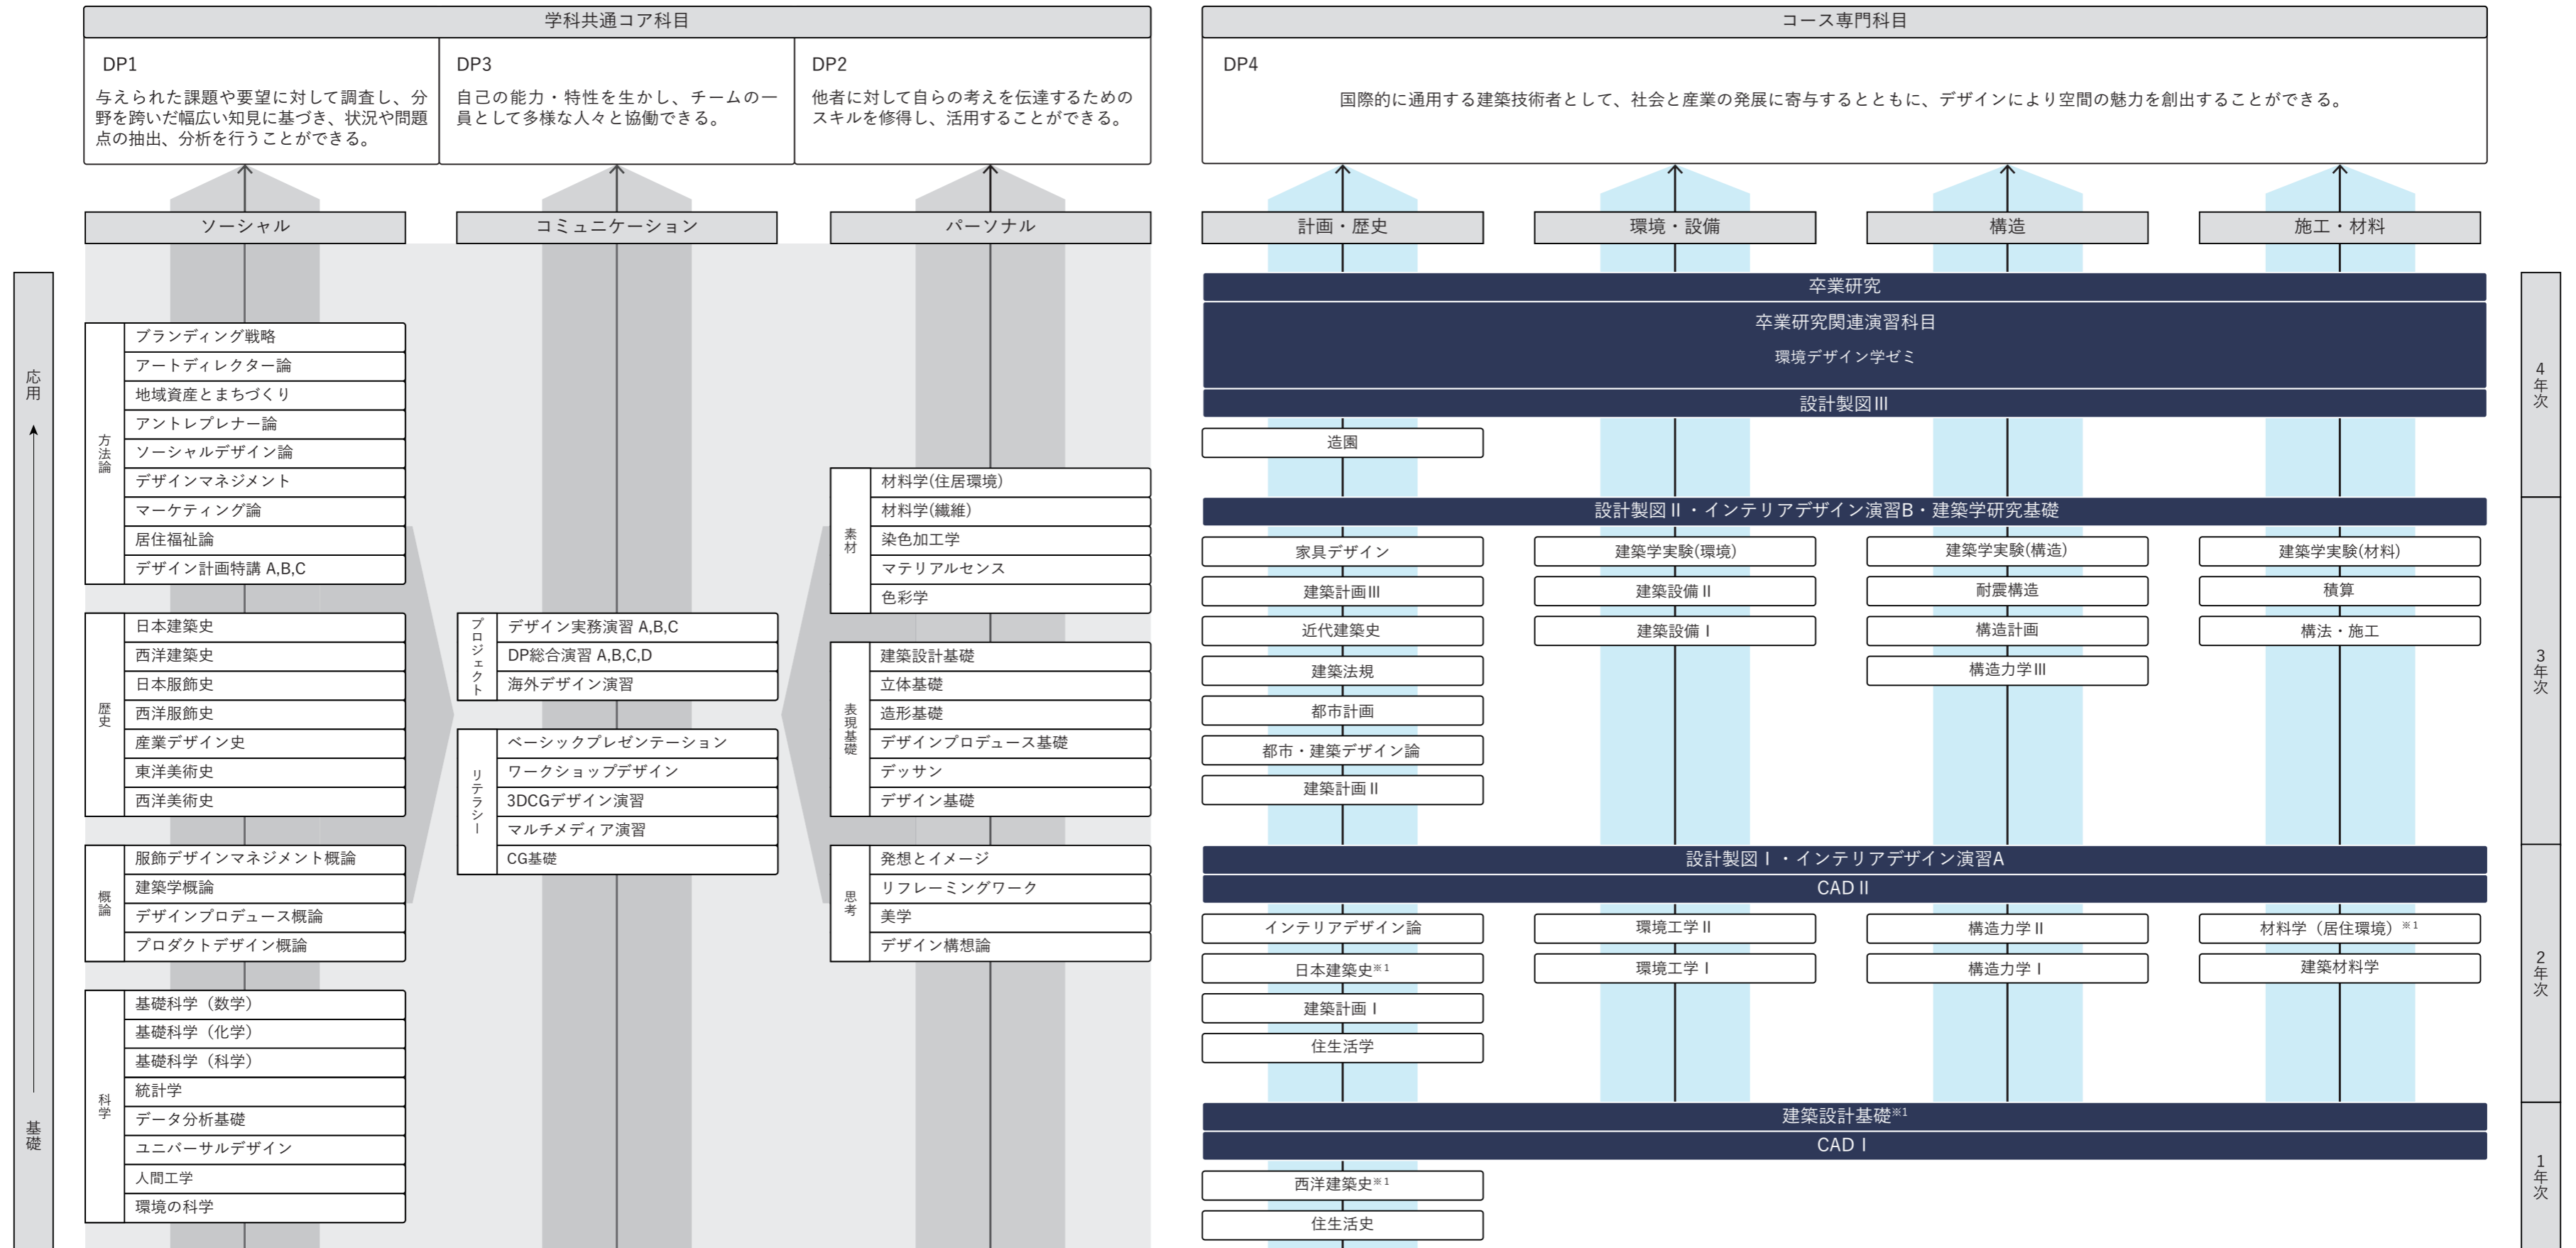 学科共通コア科目
DP1
与えられた課題や要望に対して調査し、分
野を跨いだ幅広い知見に基づき、状況や問題
点の抽出、分析を行うことができる。
DP3
自己の能力・特性を生かし、チームの一
員として多様な人々と協働できる。
DP2
他者に対して自らの考えを伝達するための
スキルを修得し、活用することができる。
コース専門科目
DP4
国際的に通用する建築技術者として、社会と産業の発展に寄与するとともに、デザインにより空間の魅力を創出することができる。
応用
基礎
ソーシャル
方法論
ブランディング戦略
アートディレクター論
地域資産とまちづくり
アントレプレナー論
ソーシャルデザイン論
デザインマネジメント
マーケティング論
居住福祉論
デザイン計画特講 A,B,C
歴史
日本建築史
西洋建築史
日本服飾史
西洋服飾史
産業デザイン史
東洋美術史
西洋美術史
概論
服飾デザインマネジメント概論
建築学概論
デザインプロデュース概論
プロダクトデザイン概論
科学
基礎科学（数学）
基礎科学（化学）
基礎科学（科学）
統計学
データ分析基礎
ユニバーサルデザイン
人間工学
環境の科学
コミュニケーション
プロジェクト
デザイン実務演習 A,B,C
DP総合演習 A,B,C,D
海外デザイン演習
リテラシー
ベーシックプレゼンテーション
ワークショップデザイン
3DCGデザイン演習
マルチメディア演習
CG基礎
パーソナル
素材
材料学(住居環境)
材料学(繊維)
染色加工学
マテリアルセンス
色彩学
表現基礎
建築設計基礎
立体基礎
造形基礎
デザインプロデュース基礎
デッサン
デザイン基礎
思考
発想とイメージ
リフレーミングワーク
美学
デザイン構想論
計画・歴史
環境・設備
構造
施工・材料
卒業研究
卒業研究関連演習科目
環境デザイン学ゼミ
設計製図Ⅲ
造園
4年次
設計製図Ⅱ・インテリアデザイン演習B・建築学研究基礎
家具デザイン
建築計画Ⅲ
近代建築史
建築法規
都市計画
都市・建築デザイン論
建築計画Ⅱ
建築学実験(環境)
建築設備Ⅱ
建築設備Ⅰ
建築学実験(構造)
耐震構造
構造計画
構造力学Ⅲ
建築学実験(材料)
積算
構法・施工
3年次
設計製図Ⅰ・インテリアデザイン演習A
CADⅡ
インテリアデザイン論
日本建築史※1
建築計画Ⅰ
住生活学
環境工学Ⅱ
環境工学Ⅰ
構造力学Ⅱ
構造力学Ⅰ
材料学（居住環境）※1
建築材料学
2年次
建築設計基礎※1
CADⅠ
西洋建築史※1
住生活史
1年次